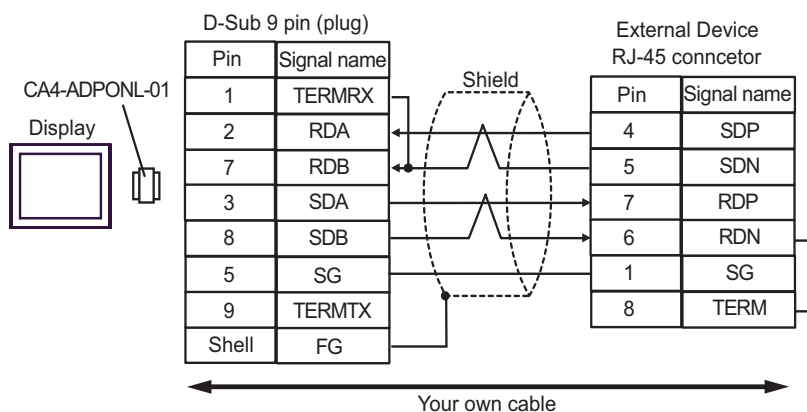 D-Sub 9 pin (plug)
External Device
RJ-45 conncetor
CA4-ADPONL-01
Display
Shield
Pin Signal name
1 TERMRX
2 RDA
7 RDB
3 SDA
8 SDB
5 SG
9 TERMTX
Shell FG
Pin Signal name
4 SDP
5 SDN
7 RDP
6 RDN
1 SG
8 TERM
Your own cable